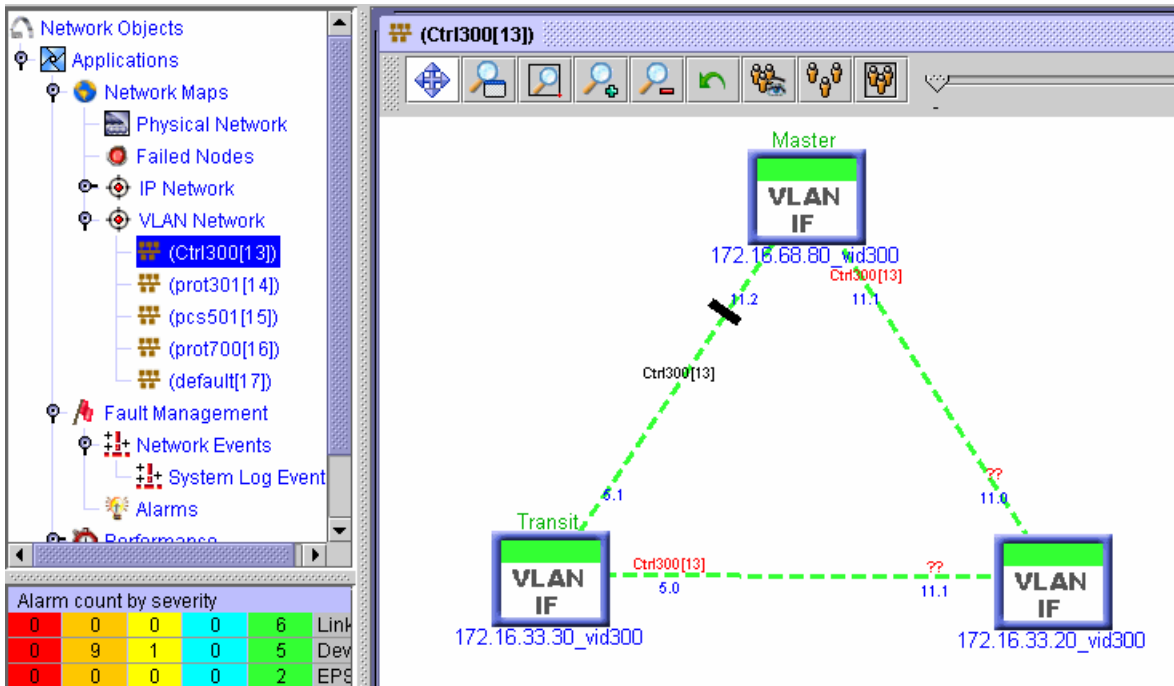 Network Objects
Applications
Network Maps
Physical Network
Failed Nodes
IP Network
VLAN Network
(Ctrl300[13])
(prot301[14])
(pcs501[15])
(prot700[16])
(default[17])
Fault Management
Network Events
System Log Event
Alarms
Performance
Alarm count by severity
0 0 0 0 6 Link
0 9 1 0 5 Dev
0 0 0 0 2 EPS
(Ctrl300[13])
Master
VLAN
IF
172.16.68.80_vid300
Ctrl300[13]
11.2 11.1
Ctrl300[13]
??
11.0
5.1
Transit
VLAN
IF
172.16.33.30_vid300
Ctrl300[13]
5.0
??
11.1
VLAN
IF
172.16.33.20_vid300